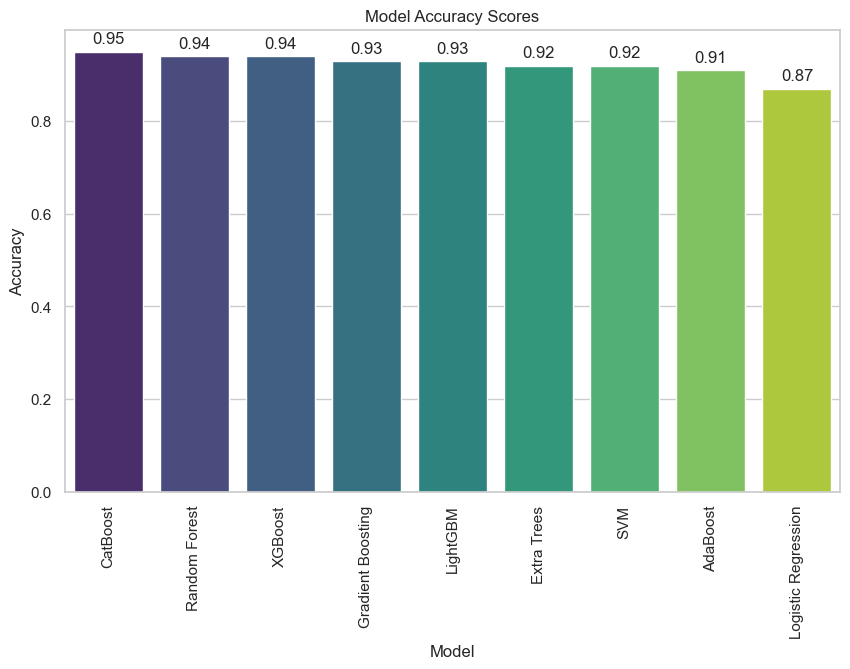 Model Accuracy Scores
0.95
0.94
0.94
0.93
0.93
0.92
0.92
0.91
0.87
Accuracy
0.8
0.6
0.4
0.2
0.0
CatBoost
Random Forest
XGBoost
Gradient Boosting
LightGBM
Extra Trees
SVM
AdaBoost
Logistic Regression
Model